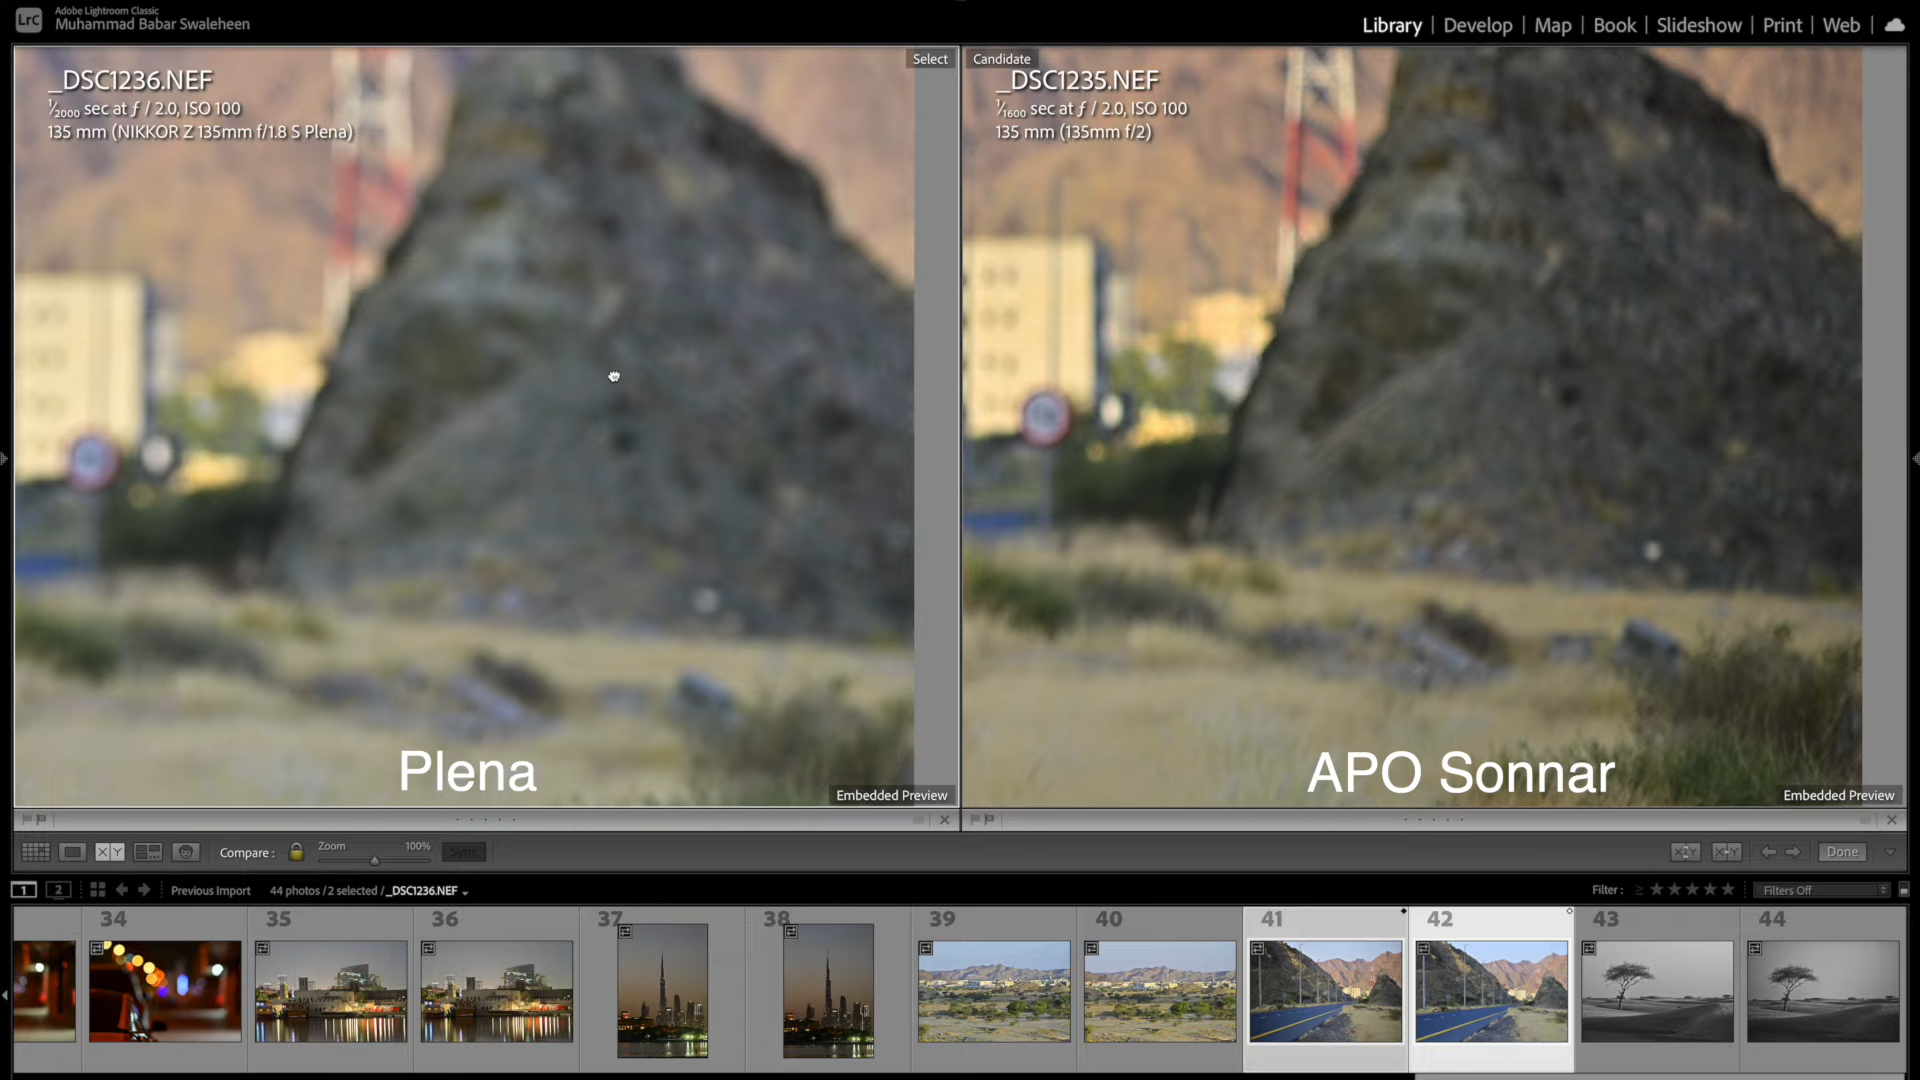 LrC
Adobe Lightroom Classic
Muhammad Babar Swaleheen
Library | Develop | Map | Book | Slideshow | Print | Web |
Select
_DSC1236.NEF
1/2000 sec at ƒ / 2.0, ISO 100
135 mm (NIKKOR Z 135mm f/1.8 S Plena)
Plena
Embedded Preview
Candidate
_DSC1235.NEF
1/1600 sec at ƒ / 2.0, ISO 100
135 mm (135mm f/2)
APO Sonnar
Embedded Preview
X Y
Compare :
Zoom 100%
Sync
X Y
X Y
Done
1 2
Previous Import
44 photos / 2 selected / _DSC1236.NEF
Filter : ≥ ★★★★★
Filters Off
34 35 36 37 38 39 40 41 42 43 44